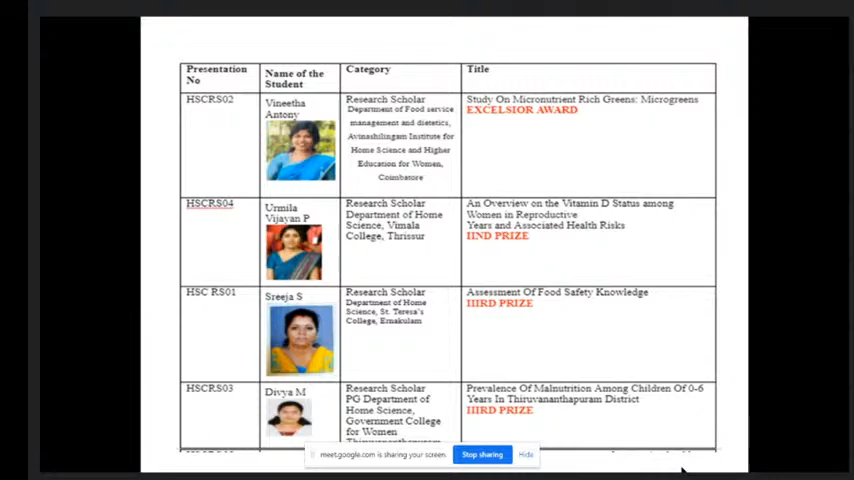 Presentation No
Name of the Student
Category
Title
HSCRS02
Vineetha
Antony
Research Scholar
Department of Food service
management and dietetics,
Avinashilingam Institute for
Home Science and Higher
Education for Women,
Coimbatore
Study On Micronutrient Rich Greens: Microgreens
EXCELSIOR AWARD
HSCRS04
Urmila
Vijayan P
Research Scholar
Department of Home
Science, Vimala
College, Thrissur
An Overview on the Vitamin D Status among
Women in Reproductive
Years and Associated Health Risks
IIND PRIZE
HSC RS01
Sreeja S
Research Scholar
Department of Home
Science, St. Teresa's
College, Ernakulam
Assessment Of Food Safety Knowledge
IIIRD PRIZE
HSCRS03
Divya M
Research Scholar
PG Department of
Home Science,
Government College
for Women
Thiruvananthapuram
Prevalence Of Malnutrition Among Children Of 0-6
Years In Thiruvananthapuram District
IIIRD PRIZE
meet.google.com is sharing your screen.
Stop sharing
Hide